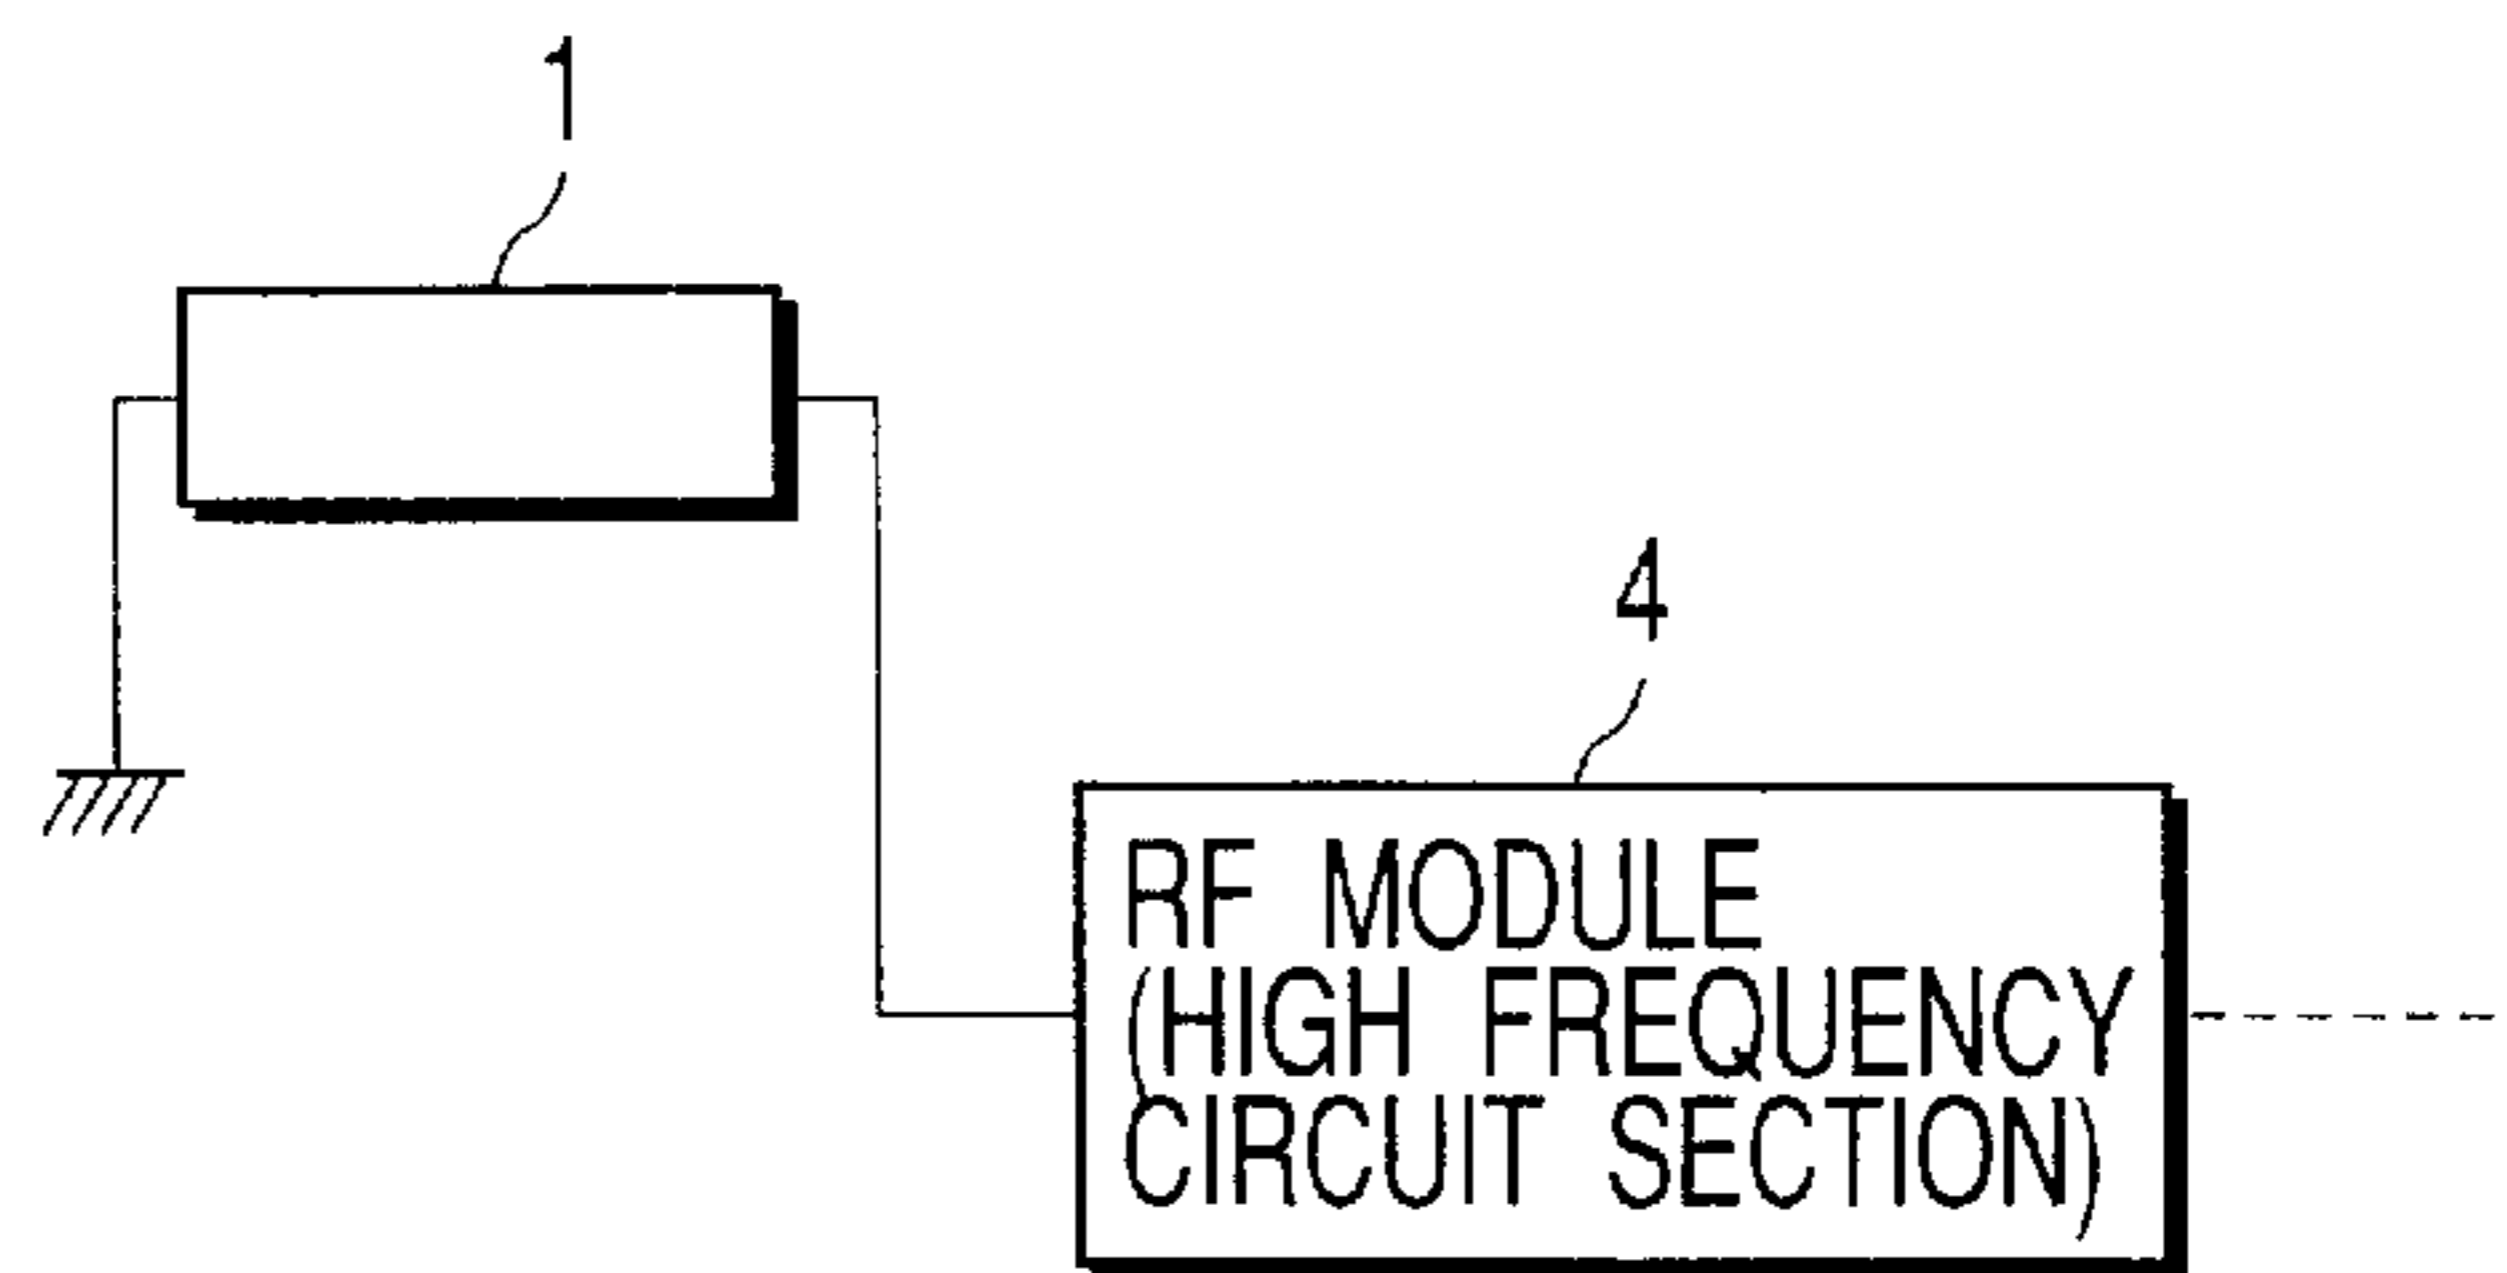 1
4
RF MODULE
(HIGH FREQUENCY
CIRCUIT SECTION)